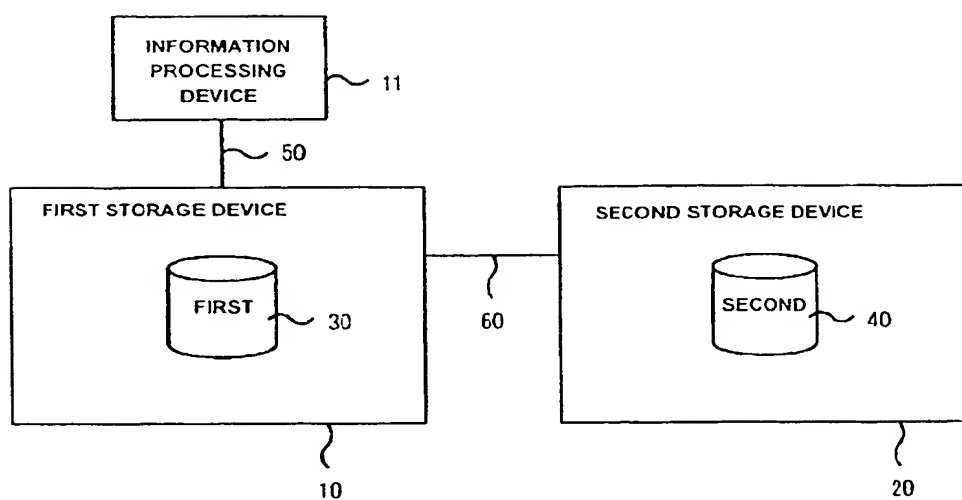 INFORMATION
PROCESSING
DEVICE
11
50
FIRST STORAGE DEVICE
SECOND STORAGE DEVICE
FIRST
30
60
SECOND
40
10
20